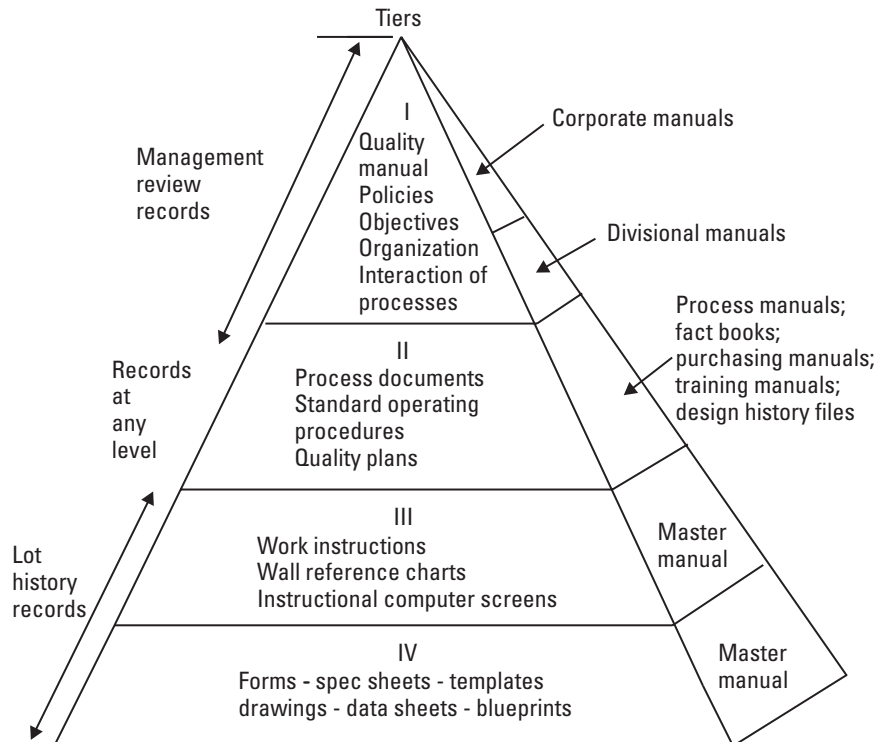 Tiers
I
Quality
manual
Policies
Objectives
Organization
Interaction of
processes
Corporate manuals
Management
review
records
Divisional manuals
Process manuals;
fact books;
purchasing manuals;
training manuals;
design history files
II
Process documents
Standard operating
procedures
Quality plans
Records
at
any
level
III
Work instructions
Wall reference charts
Instructional computer screens
Master
manual
Lot
history
records
IV
Forms - spec sheets - templates
drawings - data sheets - blueprints
Master
manual